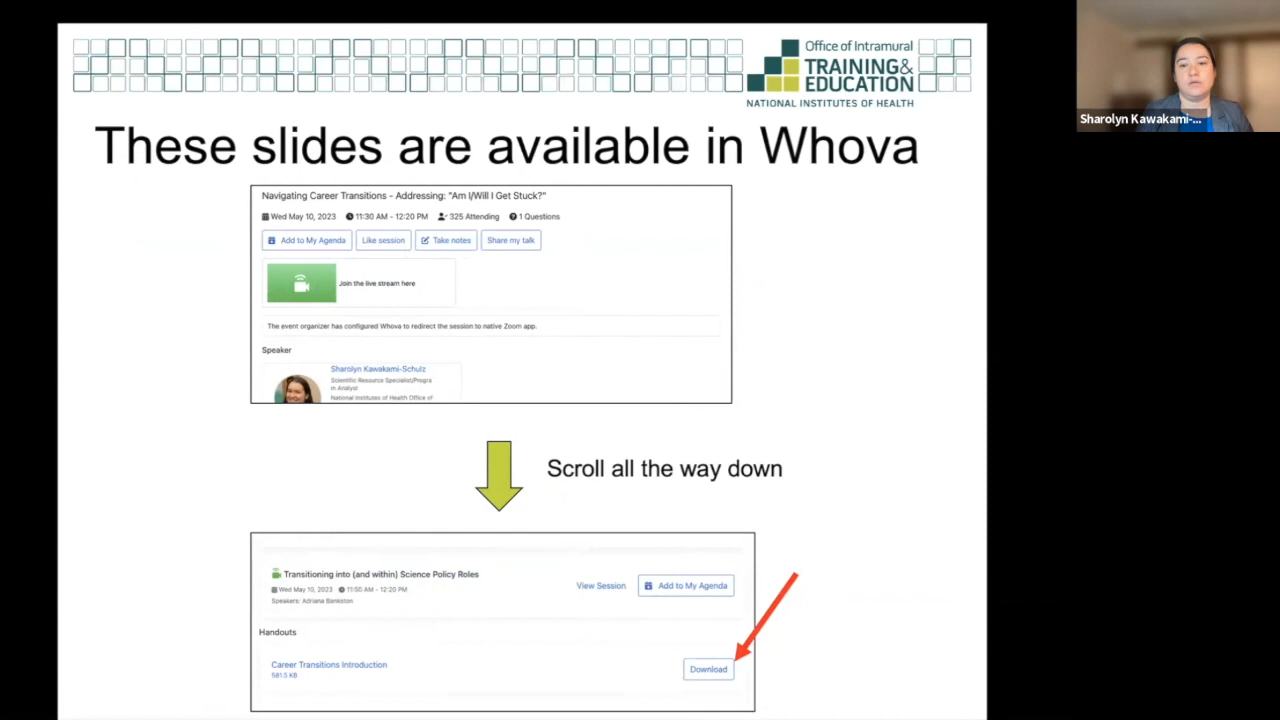 Office of Intramural
TRAINING&
EDUCATION
NATIONAL INSTITUTES OF HEALTH
Sharolyn Kawakami-...
These slides are available in Whova
Navigating Career Transitions - Addressing: "Am I/Will I Get Stuck?"
Wed May 10, 2023 11:30 AM - 12:20 PM 325 Attending 1 Questions
Add to My Agenda Like session Take notes Share my talk
Join the live stream here
The event organizer has configured Whova to redirect the session to native Zoom app.
Speaker
Sharolyn Kawakami-Schulz
Scientific Resource Specialist/Progra
m Analyst
National Institutes of Health Office of
Scroll all the way down
Transitioning into (and within) Science Policy Roles
View Session Add to My Agenda
Wed May 10, 2023 11:50 AM - 12:20 PM
Speakers: Adriana Bankston
Handouts
Career Transitions Introduction
581.5 KB
Download